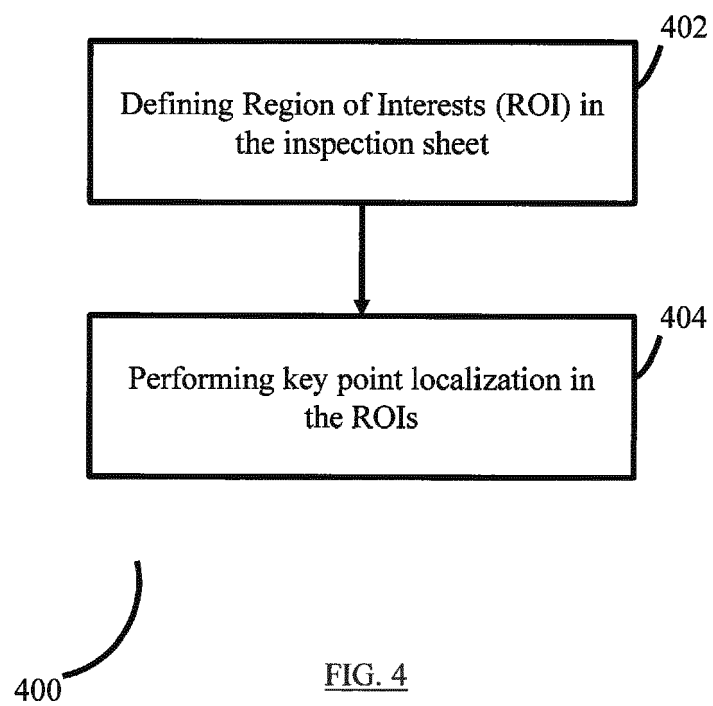 402
Defining Region of Interests (ROI) in
the inspection sheet
404
Performing key point localization in
the ROIs
400
FIG. 4